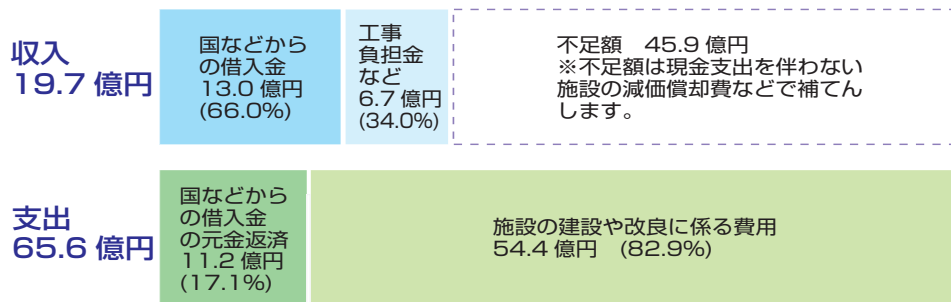 収入
19.7 億円
国などから
の借入金
13.0 億円
(66.0%)
工事
負担金
など
6.7 億円
(34.0%)
不足額　45.9 億円
※不足額は現金支出を伴わない
施設の減価償却費などで補てん
します。
支出
65.6 億円
国などから
の借入金
の元金返済
11.2 億円
(17.1%)
施設の建設や改良に係る費用
54.4 億円　(82.9%)